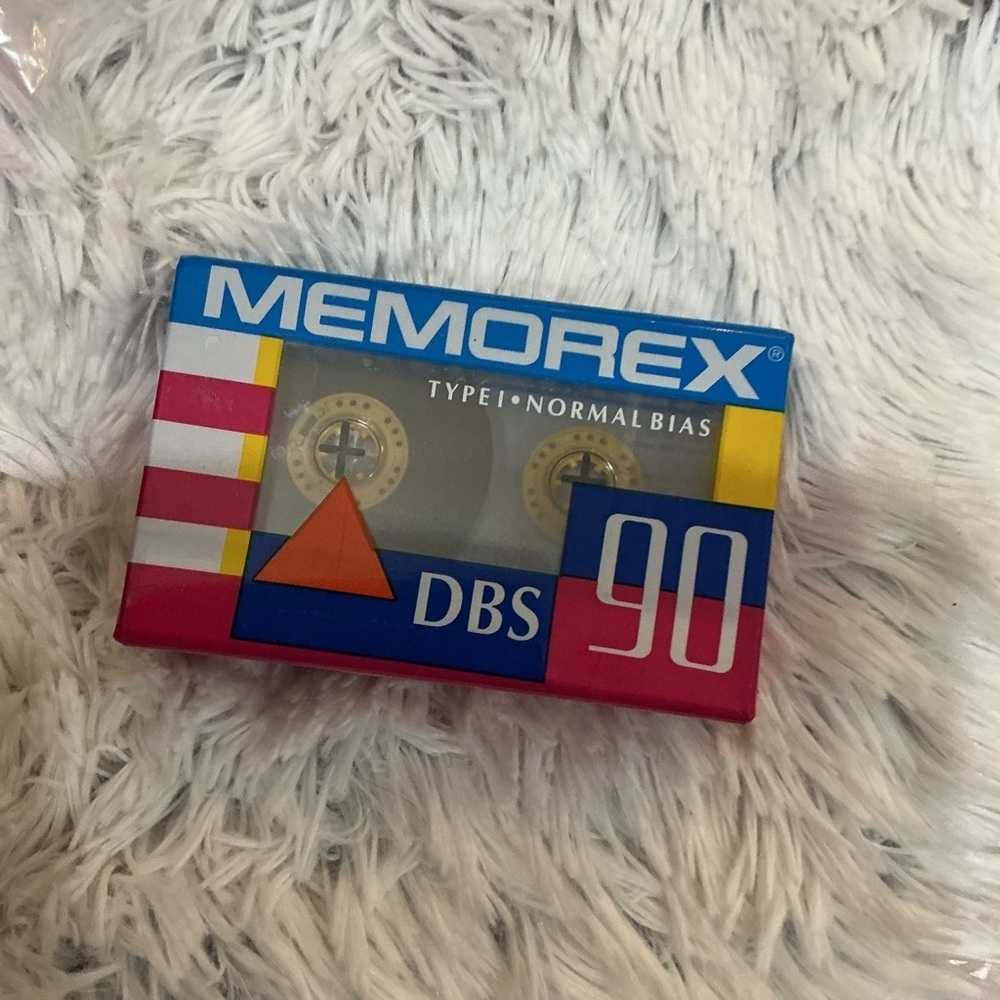 MEMOREX®
TYPE I • NORMAL BIAS
DBS
90